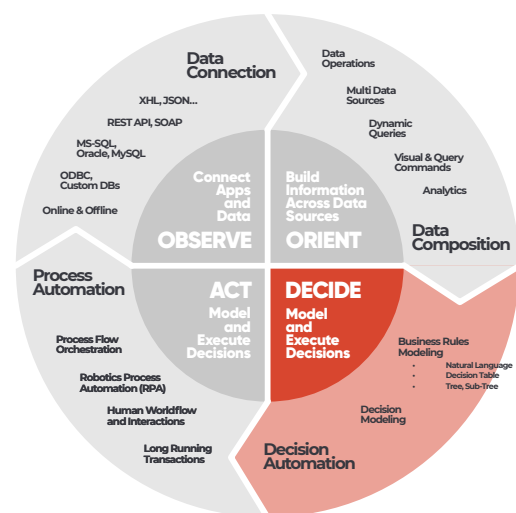 Data
Connection
XHL, JSON...
REST API, SOAP
MS-SQL,
Oracle, MySQL
ODBC,
Custom DBs
Online & Offline
Connect
Apps
and
Data
OBSERVE
Data
Operations
Multi Data
Sources
Dynamic
Queries
Visual & Query
Commands
Analytics
Data
Composition
Build
Information
Across Data
Sources
ORIENT
Process
Automation
Process Flow
Orchestration
Robotics Process
Automation (RPA)
Human Worldflow
and Interactions
Long Running
Transactions
ACT
Model
and
Execute
Decisions
DECIDE
Model
and
Execute
Decisions
Business Rules
Modeling
• Natural Language
• Decision Table
• Tree, Sub-Tree
Decision
Modeling
Decision
Automation